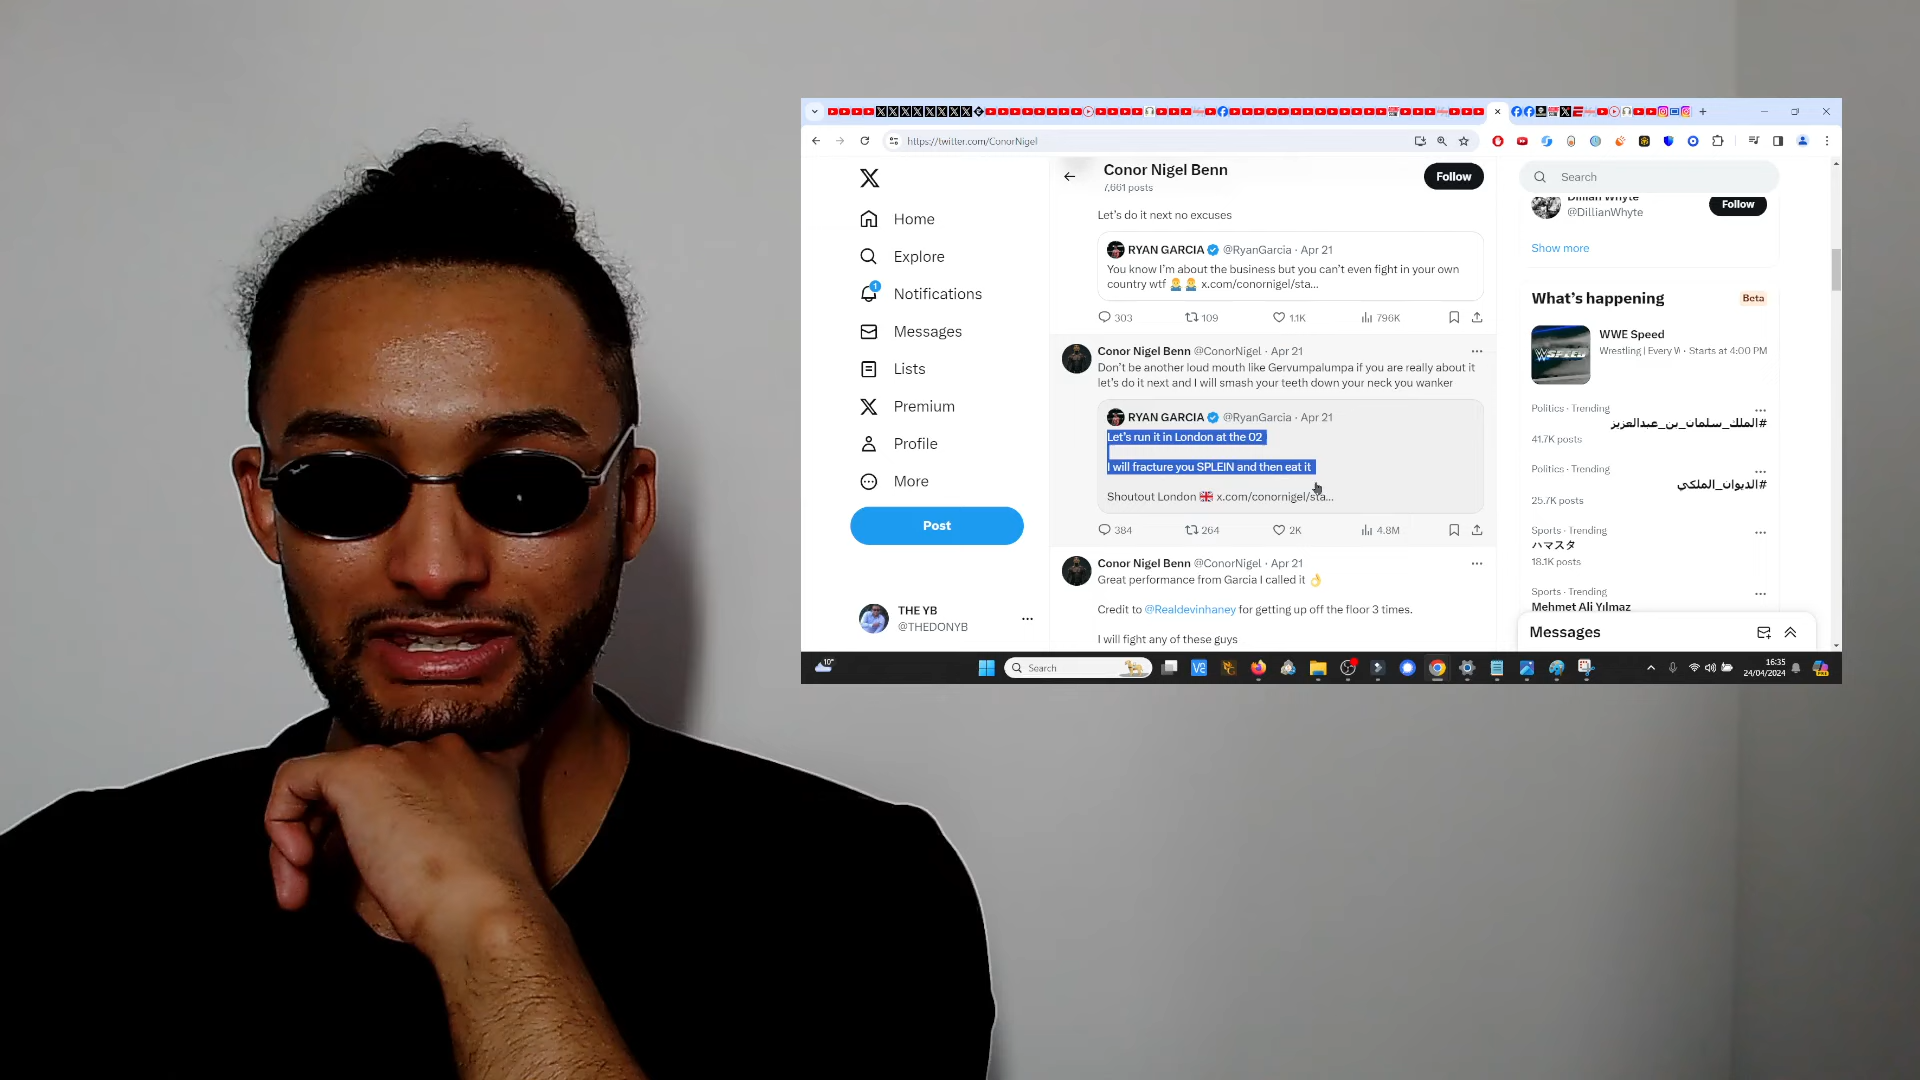 https://twitter.com/ConorNigel
Conor Nigel Benn
7,661 posts
Follow
Home
Explore
1
Notifications
Messages
Lists
Premium
Profile
More
Post
THE YB
@THEDONYB
Let's do it next no excuses
RYAN GARCIA @RyanGarcia · Apr 21
You know I'm about the business but you can't even fight in your own
country wtf 🤷🏼‍♂️ 🤷🏼‍♂️ x.com/conornigel/sta...
303 109 1.1K 796K
Conor Nigel Benn @ConorNigel · Apr 21
Don't be another loud mouth like Gervumpalumpa if you are really about it
let's do it next and I will smash your teeth down your neck you wanker
RYAN GARCIA @RyanGarcia · Apr 21
Let's run it in London at the 02
I will fracture you SPLEIN and then eat it
Shoutout London 🇬🇧 x.com/conornigel/sta...
384 264 2K 4.8M
Conor Nigel Benn @ConorNigel · Apr 21
Great performance from Garcia I called it 👌
Credit to @Realdevinhaney for getting up off the floor 3 times.
I will fight any of these guys
Search
Dillian Whyte
@DillianWhyte
Follow
Show more
What's happening
Beta
WWE Speed
Wrestling | Every W · Starts at 4:00 PM
WWE SPEED
Politics · Trending
#الملك_سلمان_بن_عبدالعزيز
41.7K posts
Politics · Trending
#الديوان_الملكي
25.7K posts
Sports · Trending
ハマスタ
18.1K posts
Sports · Trending
Mehmet Ali Yılmaz
Messages
10°
Search
16:35
24/04/2024